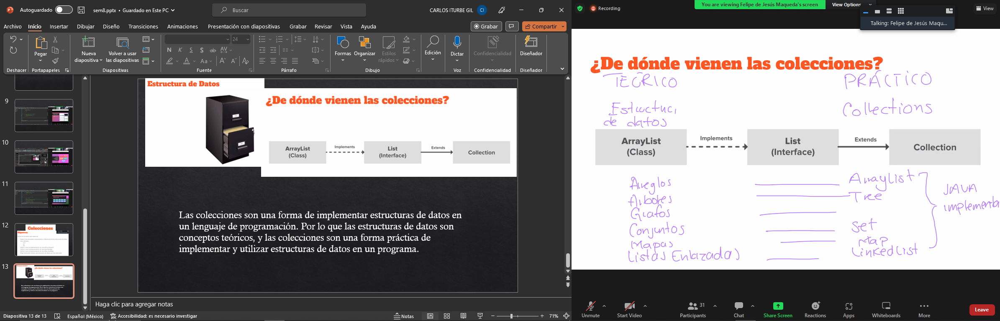 Autoguardado
sem8.pptx • Guardado en Este PC
Buscar
CARLOS ITURBE GIL
CI
Archivo Inicio Insertar Dibujar Diseño Transiciones Animaciones Presentación con diapositivas Grabar Revisar Vista Ayuda
Grabar
Compartir
Pegar
Nueva diapositiva
Volver a usar las diapositivas
24
N K S S ab AV
Aa A A A
Formas
Organizar
Estilos rápidos
Edición
Dictar
Confidencialidad
Diseñador
Deshacer Portapapeles Diapositivas Fuente Párrafo Dibujo Voz Confidencialidad Diseñador
9
10
11
12
Colecciones
Objetivos
13
Estructura de Datos
¿De dónde vienen las colecciones?
ArrayList
(Class)
Implements
List
(Interface)
Extends
Collection
Las colecciones son una forma de implementar estructuras de datos en
un lenguaje de programación. Por lo que las estructuras de datos son
conceptos teóricos, y las colecciones son una forma práctica de
implementar y utilizar estructuras de datos en un programa.
Haga clic para agregar notas
Diapositiva 13 de 13
Español (México)
Accesibilidad: es necesario investigar
Notas
71%
Recording
You are viewing Felipe de Jesús Maqueda's screen
View Options
View
Talking: Felipe de Jesús Maqu...
¿De dónde vienen las colecciones?
TEÓRICO
PRÁCTICO
Estructura
de datos
Collections
ArrayList
(Class)
Implements
List
(Interface)
Extends
Collection
Arreglos
ArrayList
Arboles
Tree
Grafos
Conjuntos
Set
Mapas
Map
Listas Enlazadas
LinkedList
JAVA
implementa
Unmute
Start Video
Participants
31
Chat
Share Screen
Reactions
Apps
Whiteboards
More
Leave